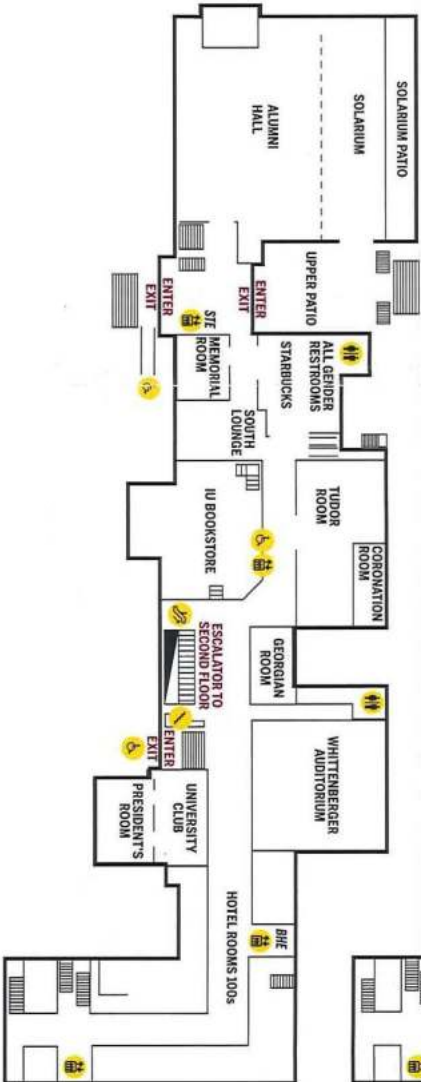 SOLARIUM PATIO
SOLARIUM
ALUMNI
HALL
UPPER PATIO
ENTER
EXIT
ENTER
EXIT
STE
MEMORIAL
ROOM
ALL GENDER
RESTROOMS
STARBUCKS
SOUTH
LOUNGE
TUDOR
ROOM
CORONATION
ROOM
IU BOOKSTORE
ESCALATOR TO
SECOND FLOOR
GEORGIAN
ROOM
ENTER
EXIT
WHITTENBERGER
AUDITORIUM
UNIVERSITY
CLUB
PRESIDENT'S
ROOM
HOTEL ROOMS 100s
BHE